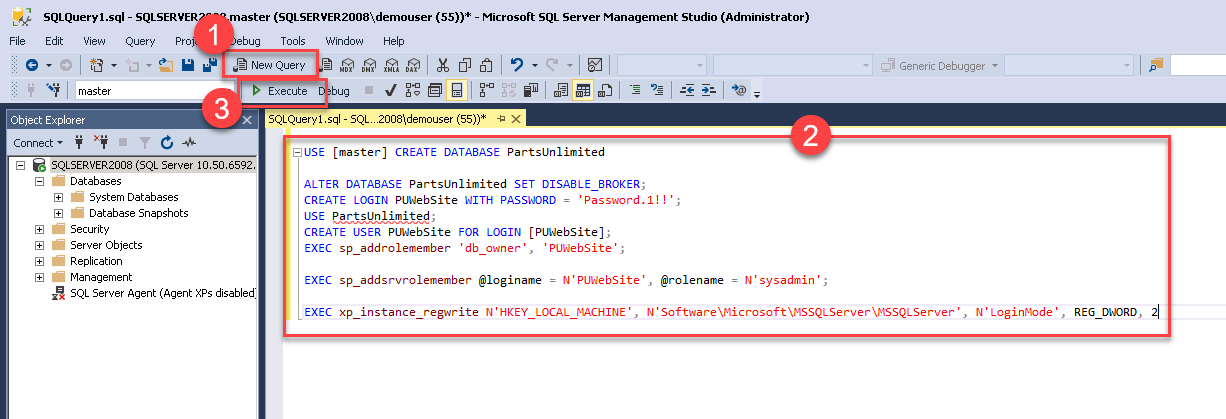 SQLQuery1.sql - SQLSERVER2008.master (SQLSERVER2008\demouser (55))* - Microsoft SQL Server Management Studio (Administrator)
File Edit View Query Debug Tools Window Help
1
New Query MDX DMX XMLA DAX Generic Debugger
master Execute Debug
3
Object Explorer
SQLQuery1.sql - SQL...2008\demouser (55))*
Connect
2
SQLSERVER2008 (SQL Server 10.50.6592.
Databases
System Databases
Database Snapshots
Security
Server Objects
Replication
Management
SQL Server Agent (Agent XPs disabled)
USE [master] CREATE DATABASE PartsUnlimited
ALTER DATABASE PartsUnlimited SET DISABLE_BROKER;
CREATE LOGIN PUWebSite WITH PASSWORD = 'Password.1!!';
USE PartsUnlimited;
CREATE USER PUWebSite FOR LOGIN [PUWebSite];
EXEC sp_addrolemember 'db_owner', 'PUWebSite';
EXEC sp_addsrvrolemember @loginame = N'PUWebSite', @rolename = N'sysadmin';
EXEC xp_instance_regwrite N'HKEY_LOCAL_MACHINE', N'Software\Microsoft\MSSQLServer\MSSQLServer', N'LoginMode', REG_DWORD, 2